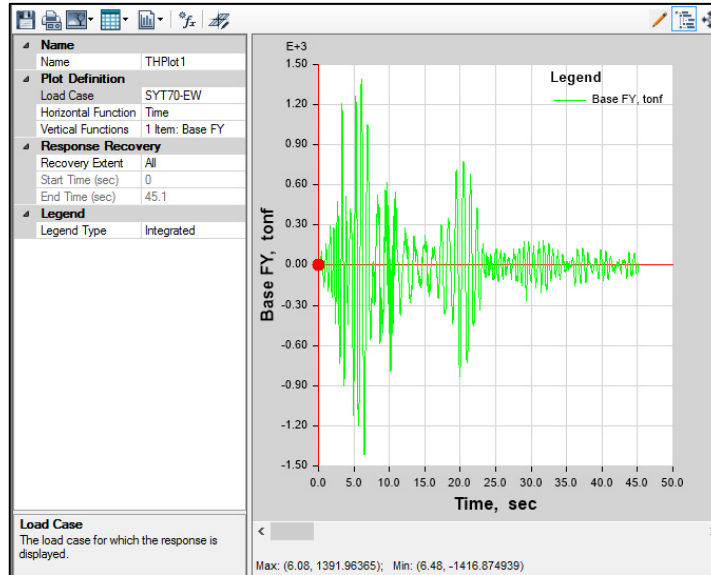 Name
Name THPlot1
Plot Definition
Load Case SYT70-EW
Horizontal Function Time
Vertical Functions 1 Item: Base FY
Response Recovery
Recovery Extent All
Start Time (sec) 0
End Time (sec) 45.1
Legend
Legend Type Integrated
Load Case
The load case for which the response is
displayed.
E+3
1.50
1.20
0.90
0.60
0.30
0.00
-0.30
-0.60
-0.90
-1.20
-1.50
Base FY, tonf
Legend
Base FY, tonf
0.0 5.0 10.0 15.0 20.0 25.0 30.0 35.0 40.0 45.0 50.0
Time, sec
Max: (6.08, 1391.96365); Min: (6.48, -1416.874939)